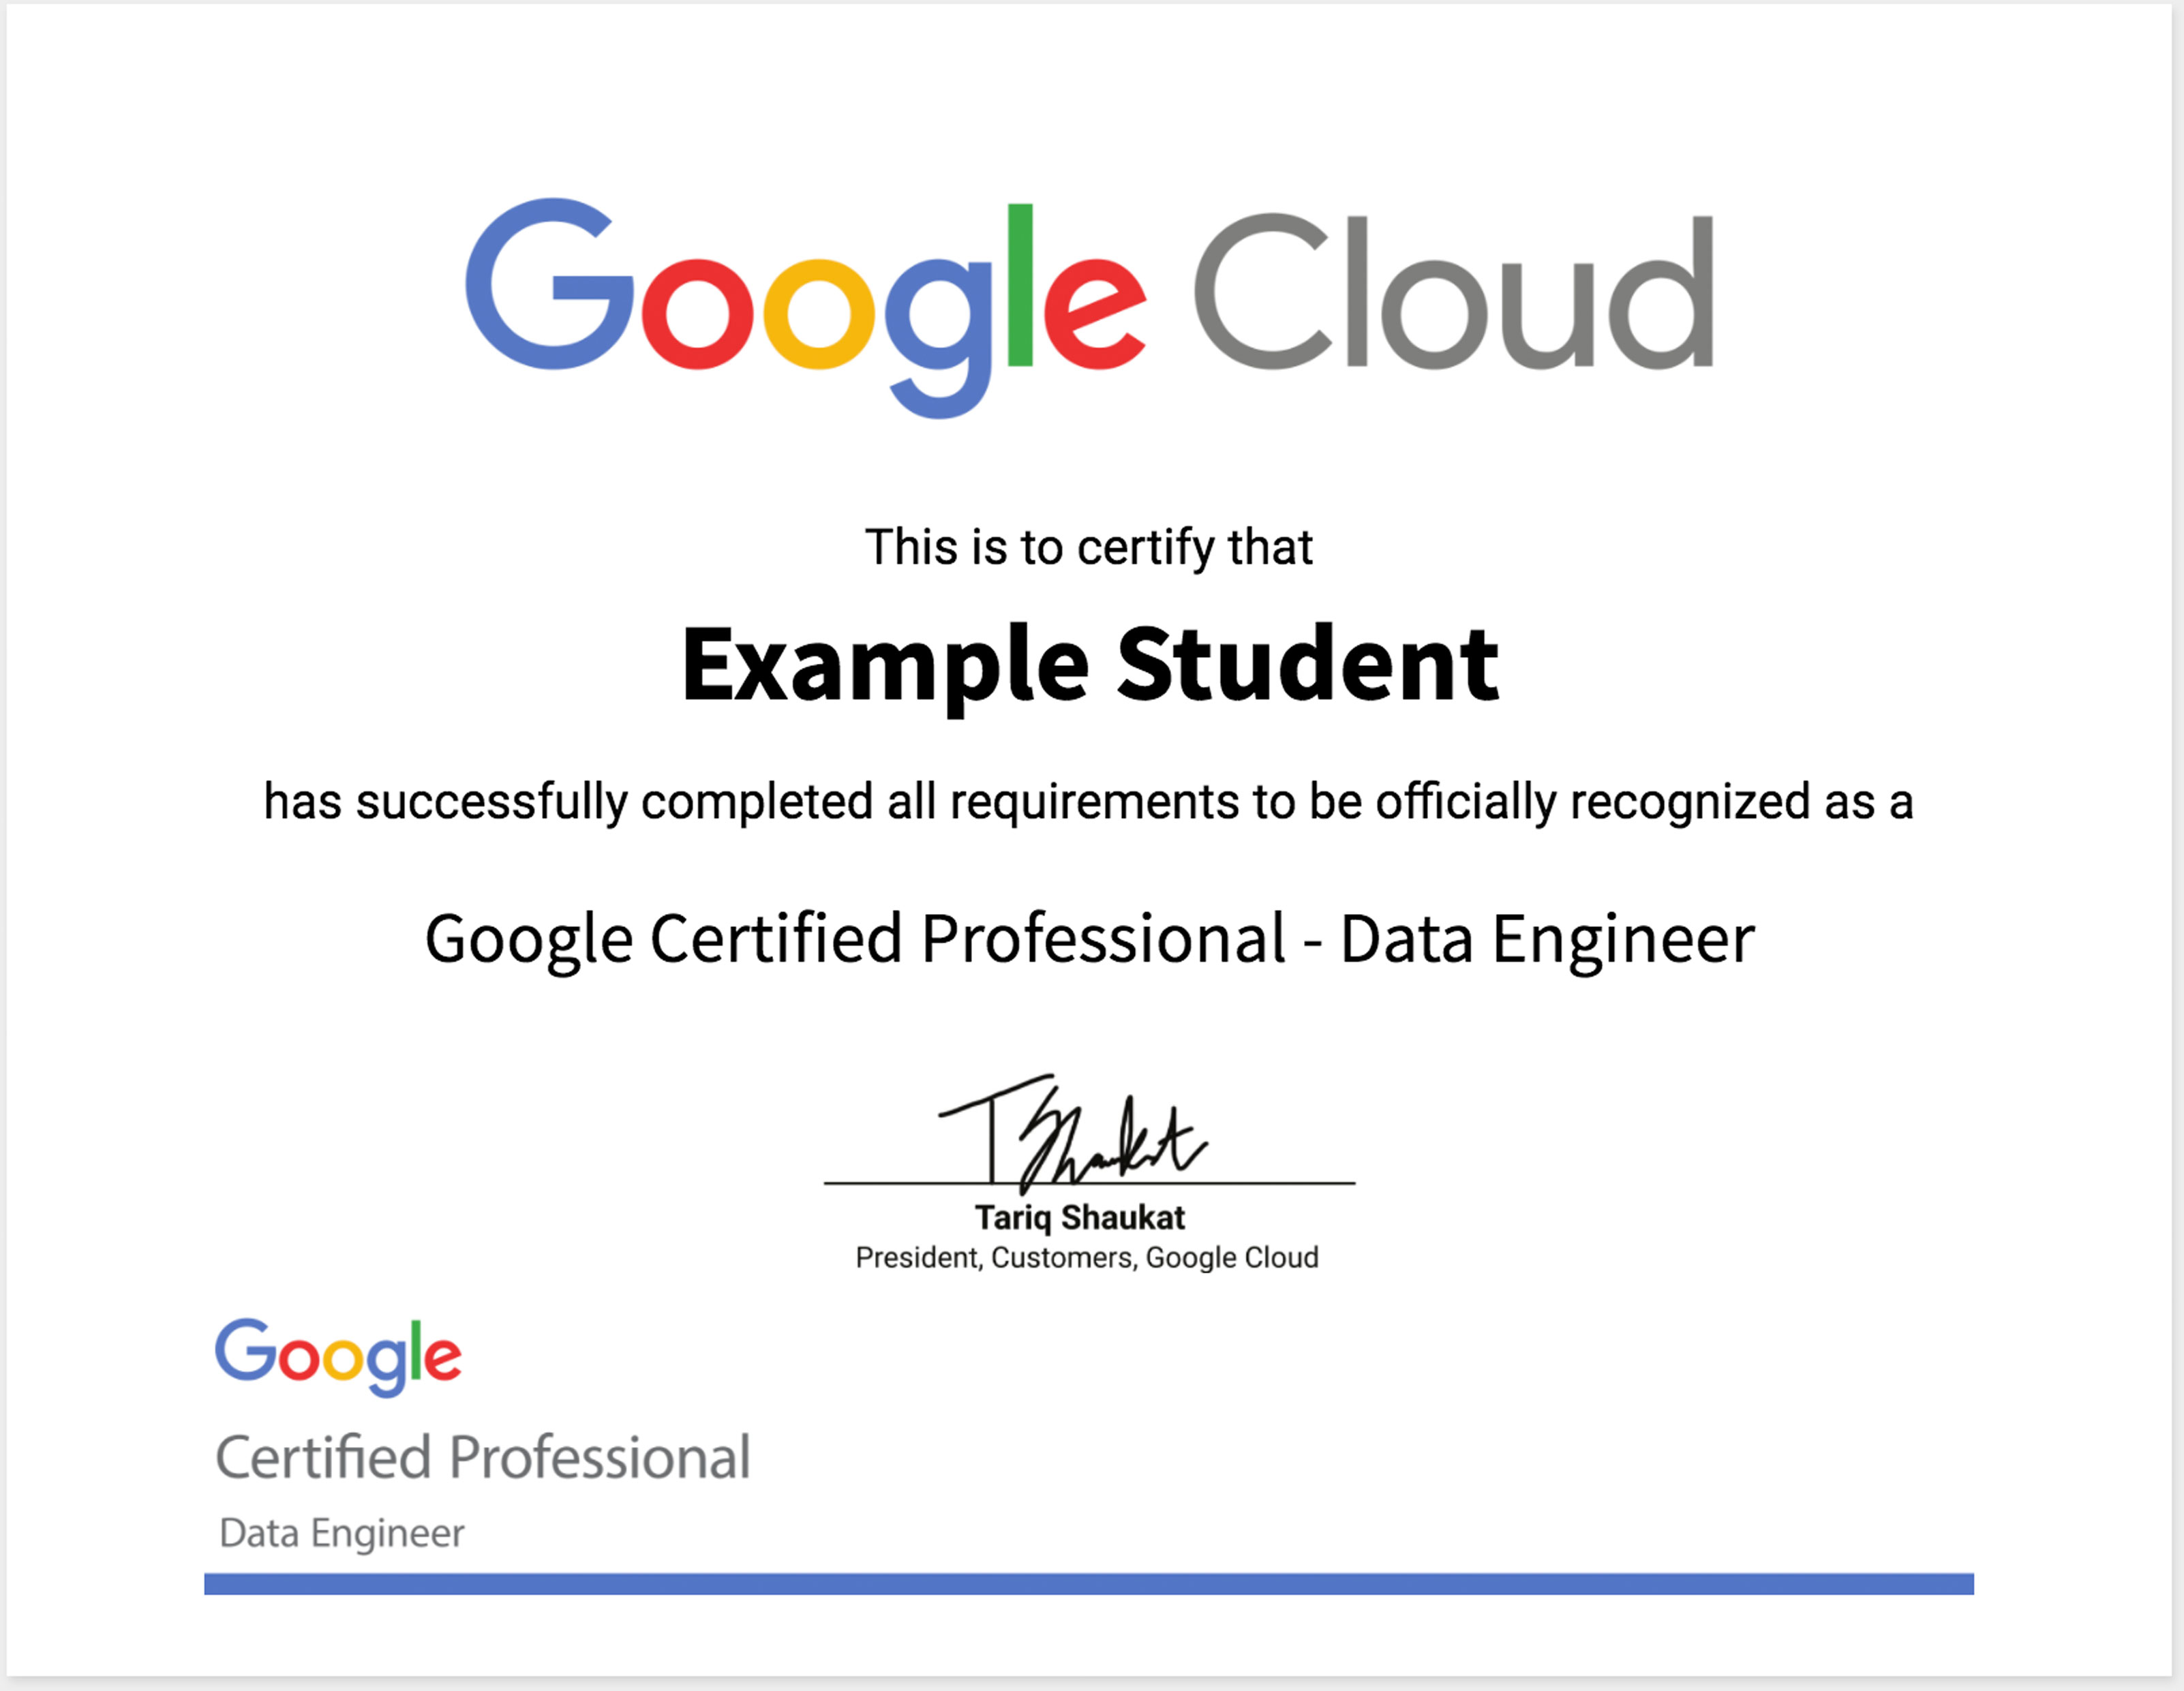 Google Cloud
This is to certify that
Example Student
has successfully completed all requirements to be officially recognized as a
Google Certified Professional - Data Engineer
T Shaukat
Tariq Shaukat
President, Customers, Google Cloud
Google
Certified Professional
Data Engineer